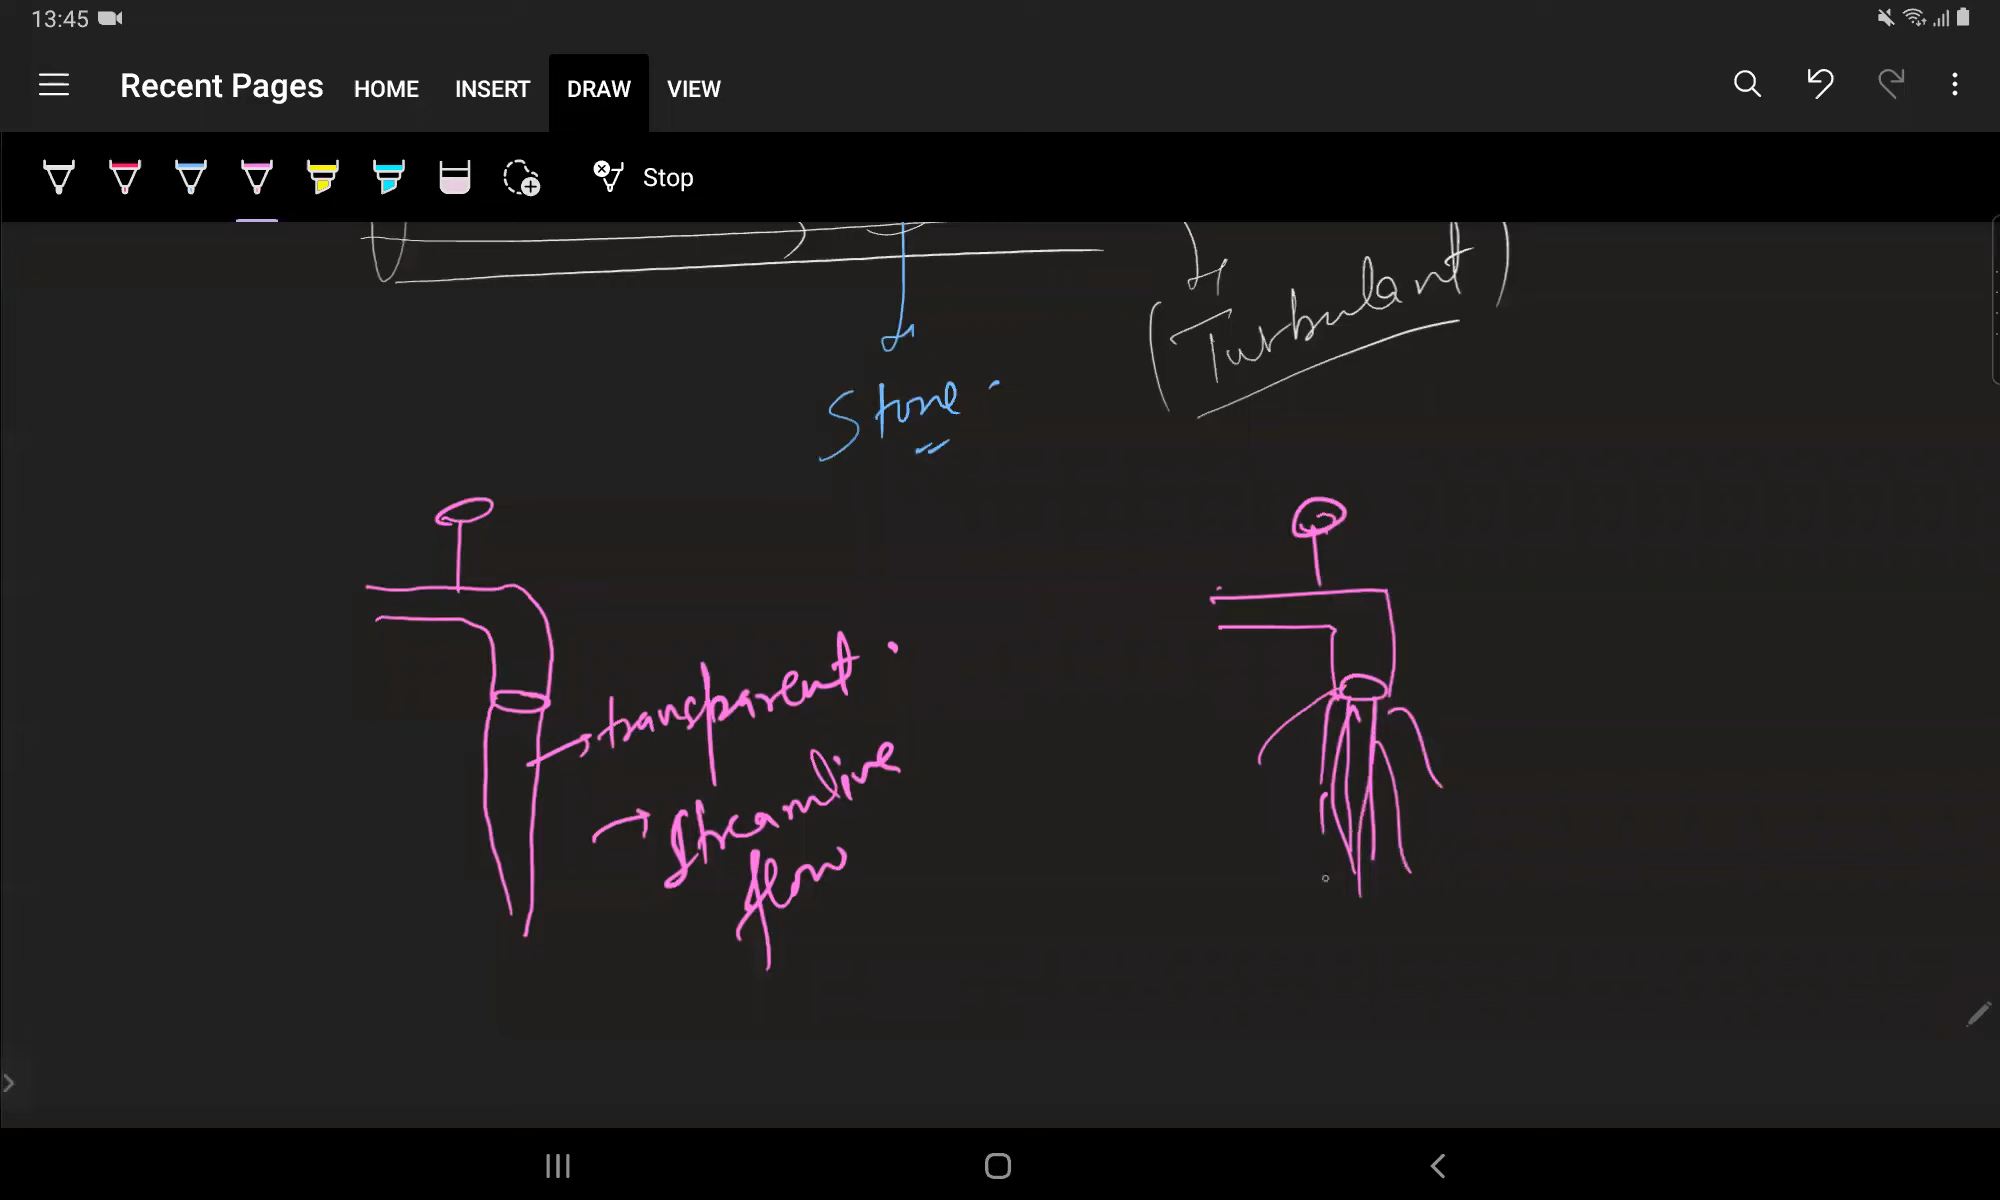 13:45
Recent Pages HOME INSERT DRAW VIEW
Stop
(Turbulant)
Stone
transparent
streamline
flow